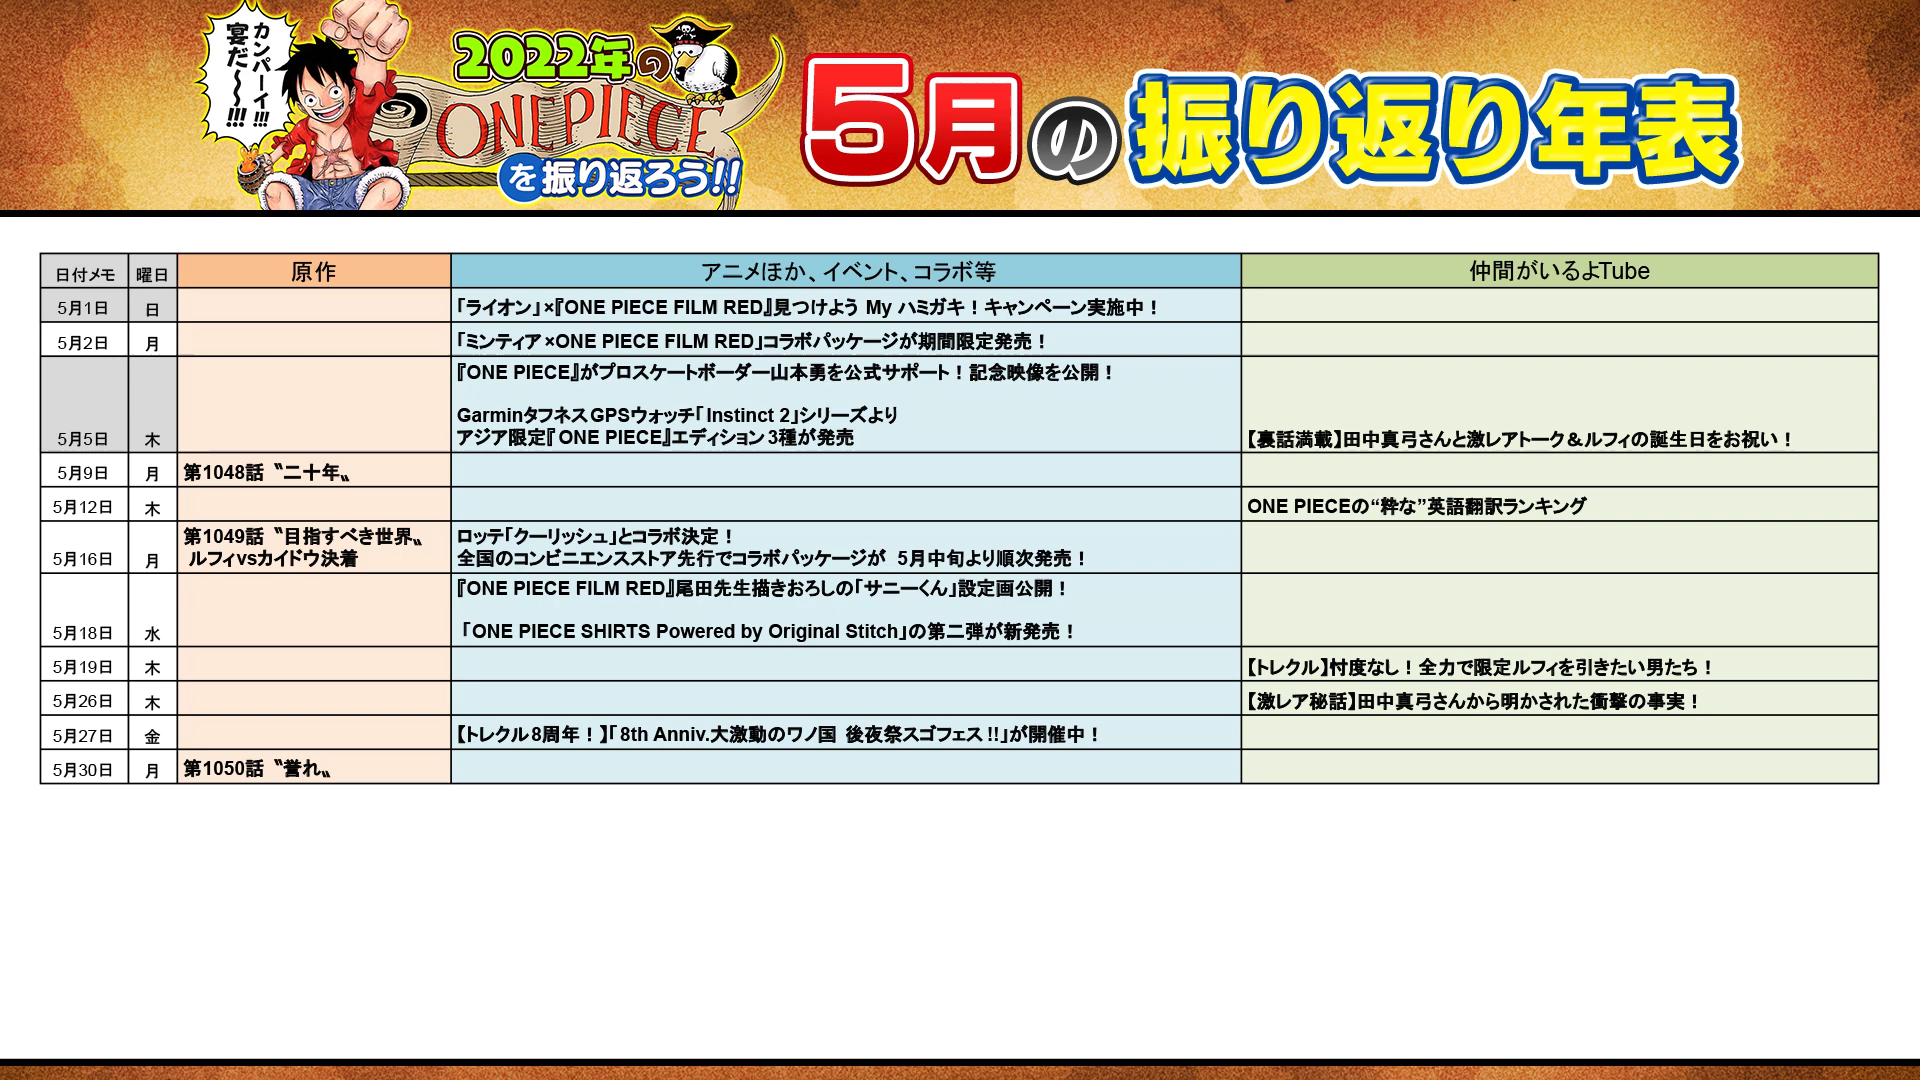 カンパーイ!!!
宴だ〜〜!!!
2022年の
ONE PIECE
を振り返ろう!!
5月の振り返り年表
日付メモ 曜日 原作 アニメほか、イベント、コラボ等 仲間がいるよTube
5月1日 日 「ライオン」×『ONE PIECE FILM RED』見つけよう My ハミガキ！キャンペーン実施中！
5月2日 月 「ミンティア×ONE PIECE FILM RED」コラボパッケージが期間限定発売！
『ONE PIECE』がプロスケートボーダー山本勇を公式サポート！記念映像を公開！
GarminタフネスGPSウォッチ「Instinct 2」シリーズより
アジア限定『ONE PIECE』エディション3種が発売
5月5日 木 【裏話満載】田中真弓さんと激レアトーク＆ルフィの誕生日をお祝い！
5月9日 月 第1048話〝二十年〟
5月12日 木 ONE PIECEの“粋な”英語翻訳ランキング
第1049話〝目指すべき世界〟 ロッテ「クーリッシュ」とコラボ決定！
5月16日 月 ルフィvsカイドウ決着 全国のコンビニエンスストア先行でコラボパッケージが 5月中旬より順次発売！
『ONE PIECE FILM RED』尾田先生描きおろしの「サニーくん」設定画公開！
5月18日 水 「ONE PIECE SHIRTS Powered by Original Stitch」の第二弾が新発売！
5月19日 木 【トレクル】忖度なし！全力で限定ルフィを引きたい男たち！
5月26日 木 【激レア秘話】田中真弓さんから明かされた衝撃の事実！
5月27日 金 【トレクル8周年！】「8th Anniv.大激動のワノ国 後夜祭スゴフェス!!」が開催中！
5月30日 月 第1050話〝誉れ〟